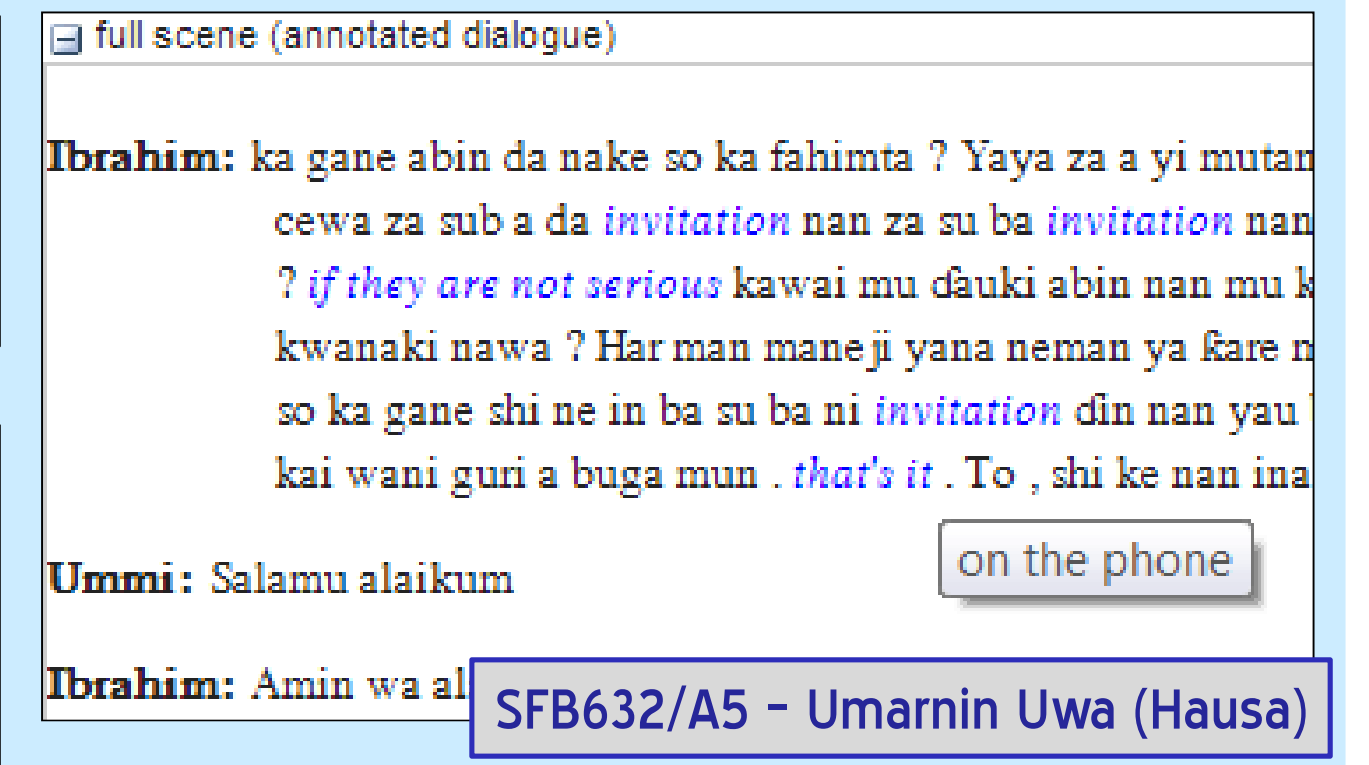 full scene (annotated dialogue)
Ibrahim: ka gane abin da nake so ka fahimta ? Yaya za a yi mutan
cewa za sub a da invitation nan za su ba invitation nan
? if they are not serious kawai mu ɗauki abin nan mu k
kwanaki nawa ? Har man maneji yana neman ya ƙare
so ka gane shi ne in ba su ba ni invitation ɗin nan yau
kai wani guri a buga mun . that's it . To , shi ke nan ina
on the phone
Ummi: Salamu alaikum
Ibrahim: Amin wa al
SFB632/A5 - Umarnin Uwa (Hausa)